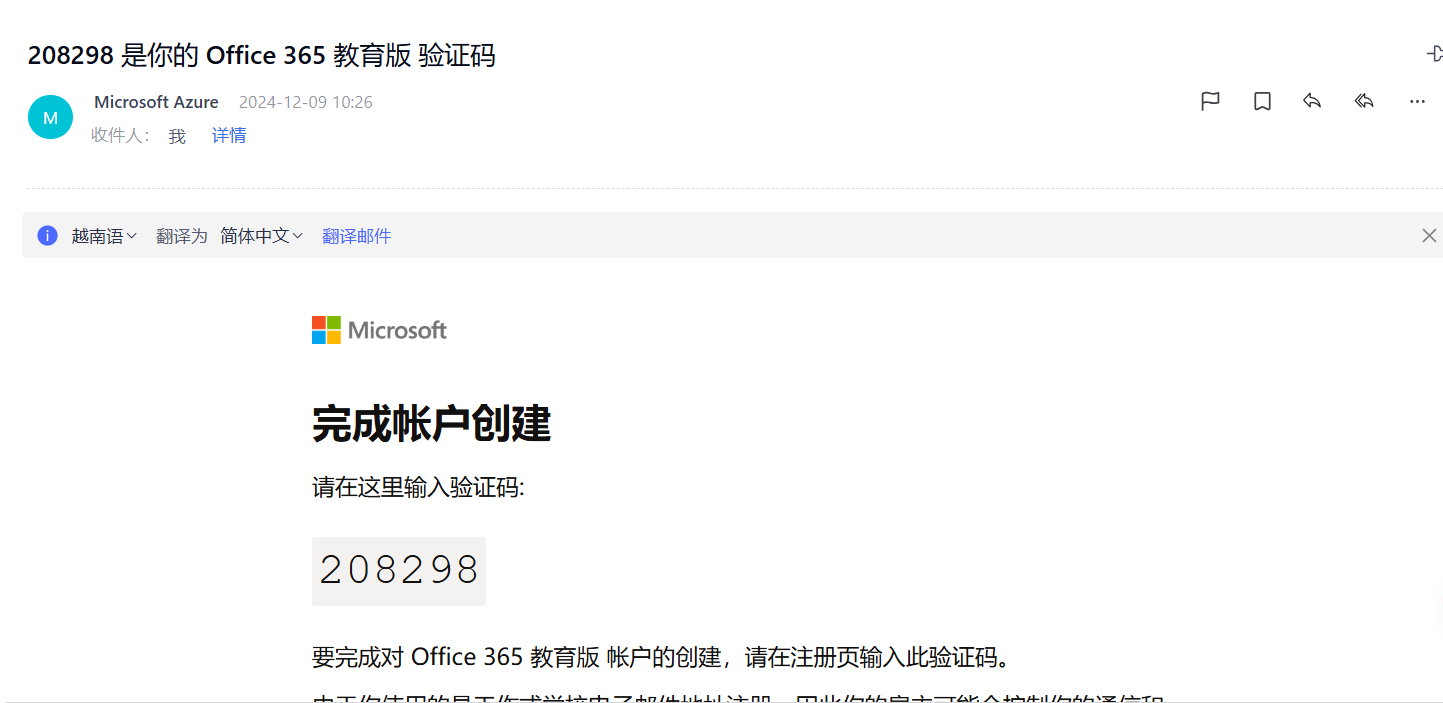 208298 是你的 Office 365 教育版 验证码
M
Microsoft Azure 2024-12-09 10:26
收件人： 我 详情
越南语 翻译为 简体中文 翻译邮件
Microsoft
完成帐户创建
请在这里输入验证码:
208298
要完成对 Office 365 教育版 帐户的创建，请在注册页输入此验证码。